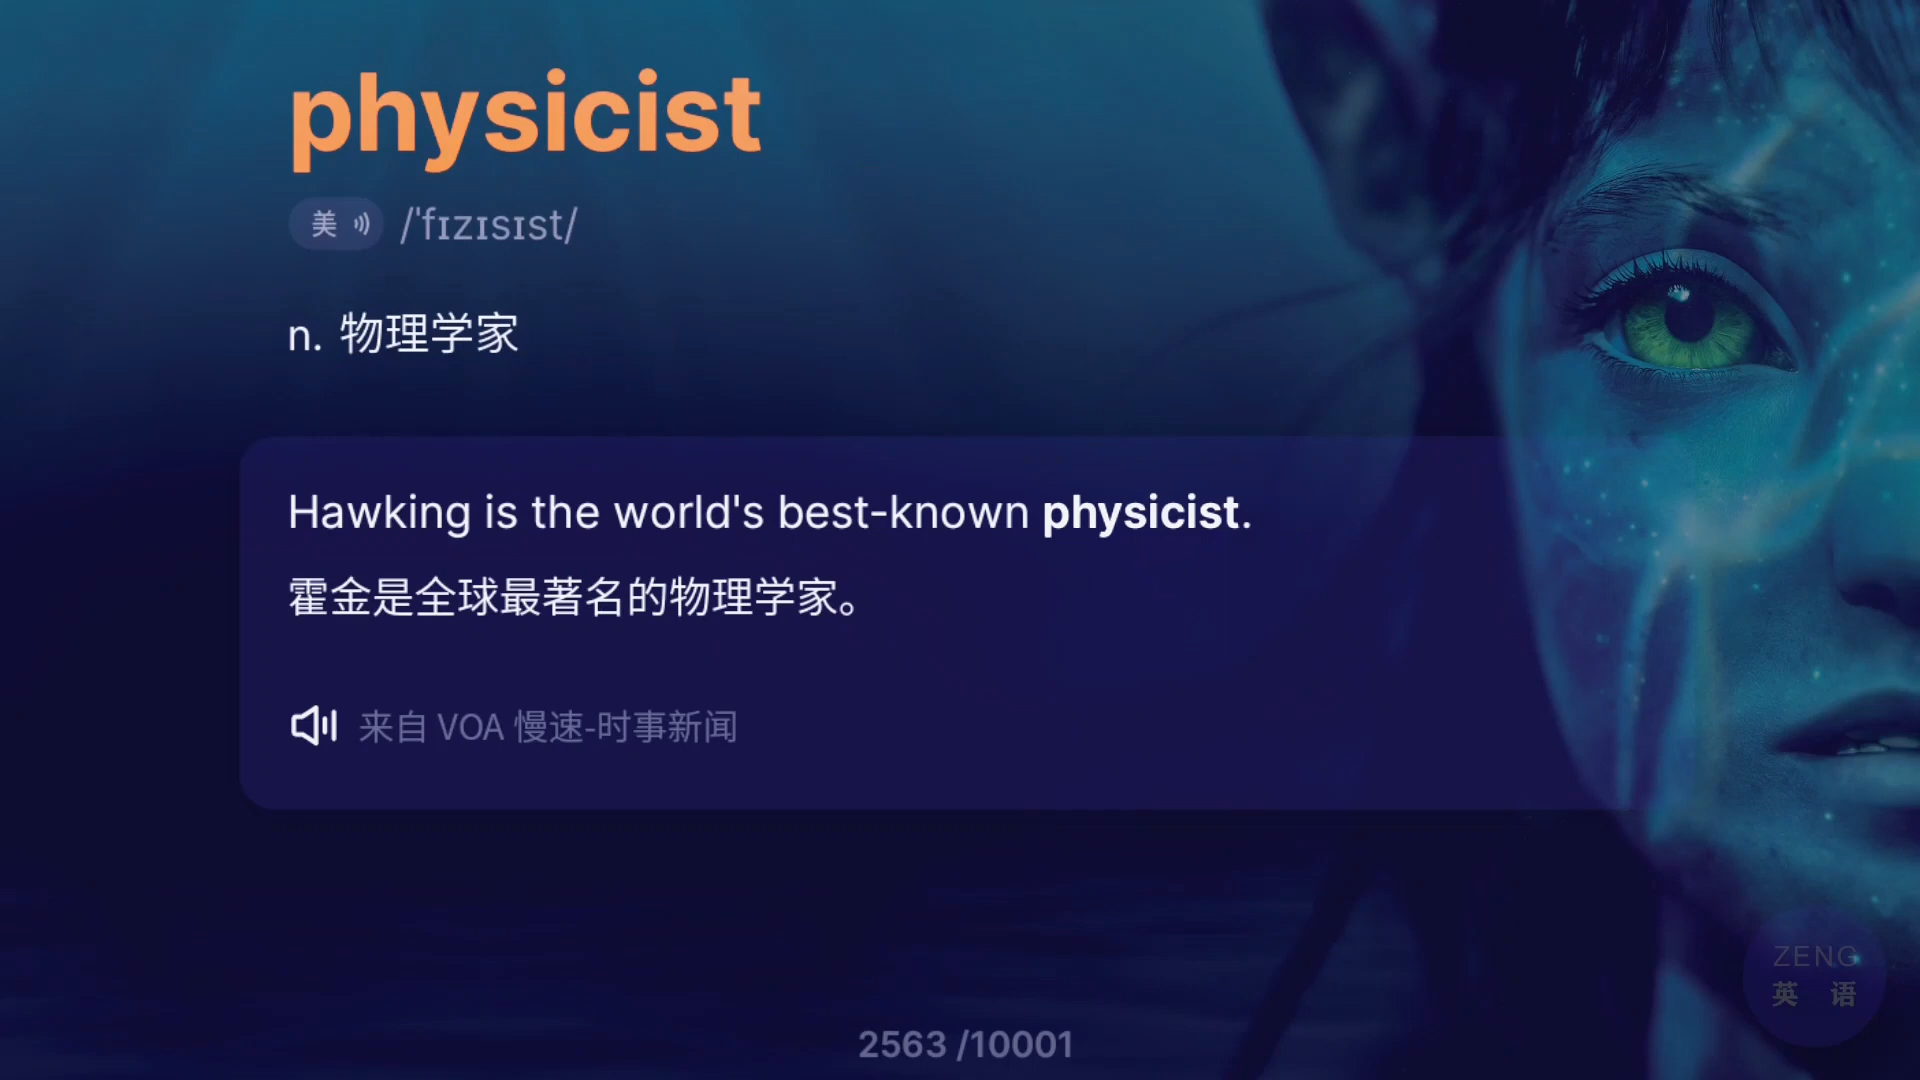 physicist
美 /ˈfɪzɪsɪst/
n. 物理学家
Hawking is the world's best-known physicist.
霍金是全球最著名的物理学家。
来自 VOA 慢速-时事新闻
ZENG
英 语
2563 /10001